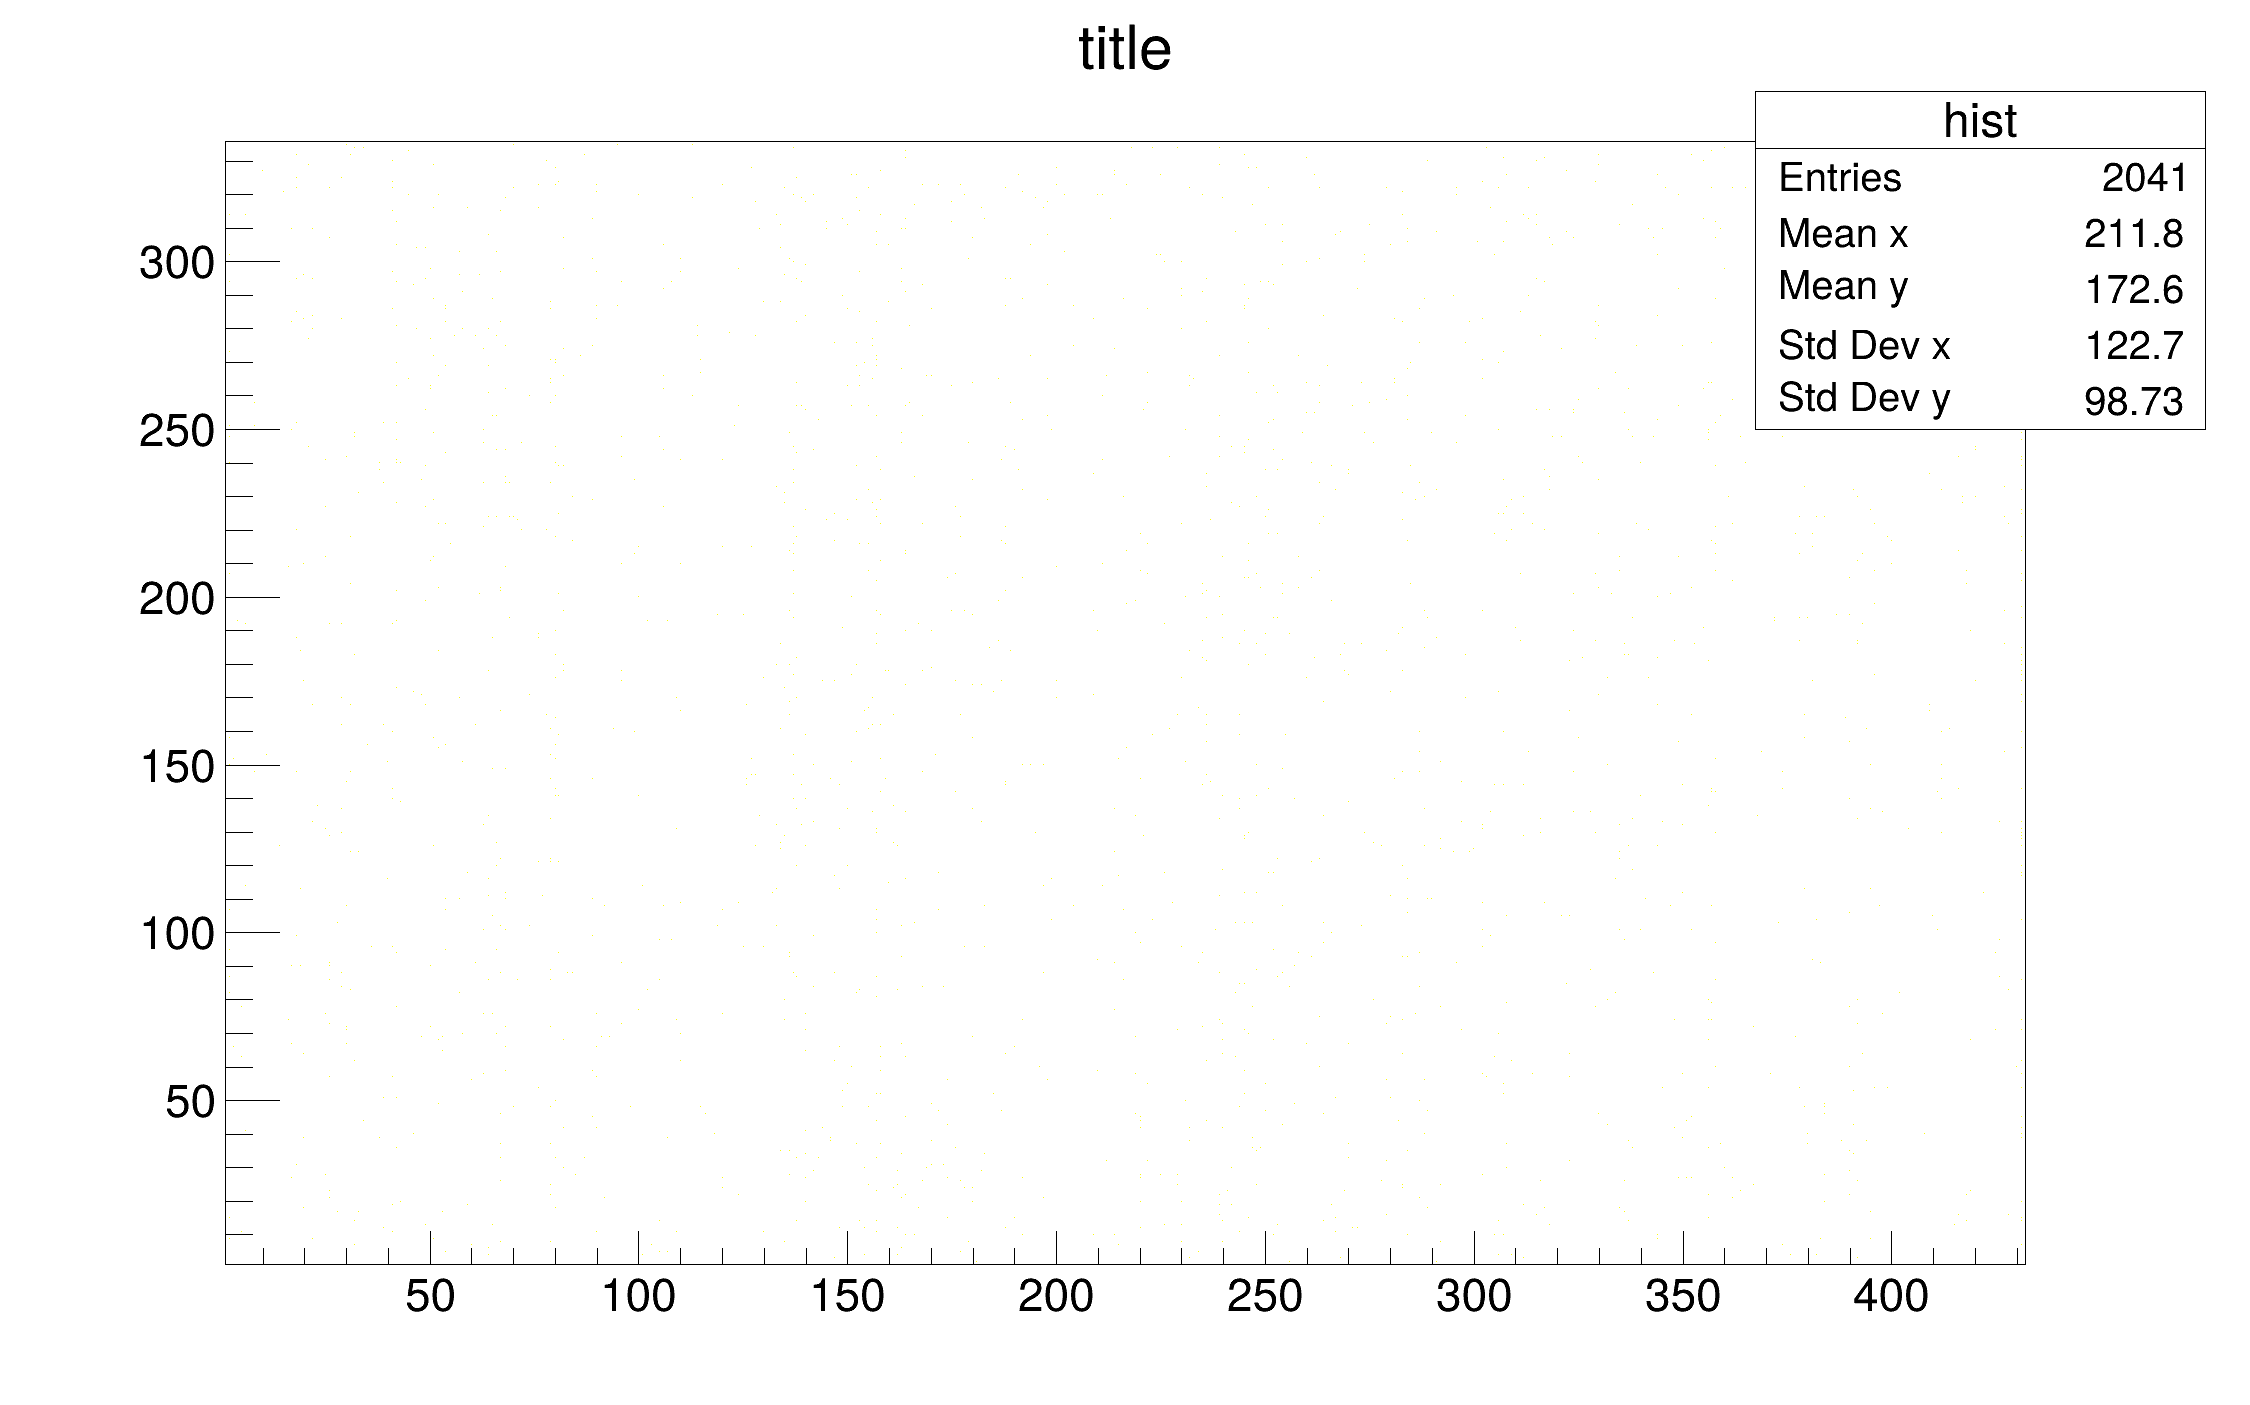 title
hist
Entries 2041
Mean x 211.8
Mean y 172.6
Std Dev x 122.7
Std Dev y 98.73
300
250
200
150
100
50
50 100 150 200 250 300 350 400